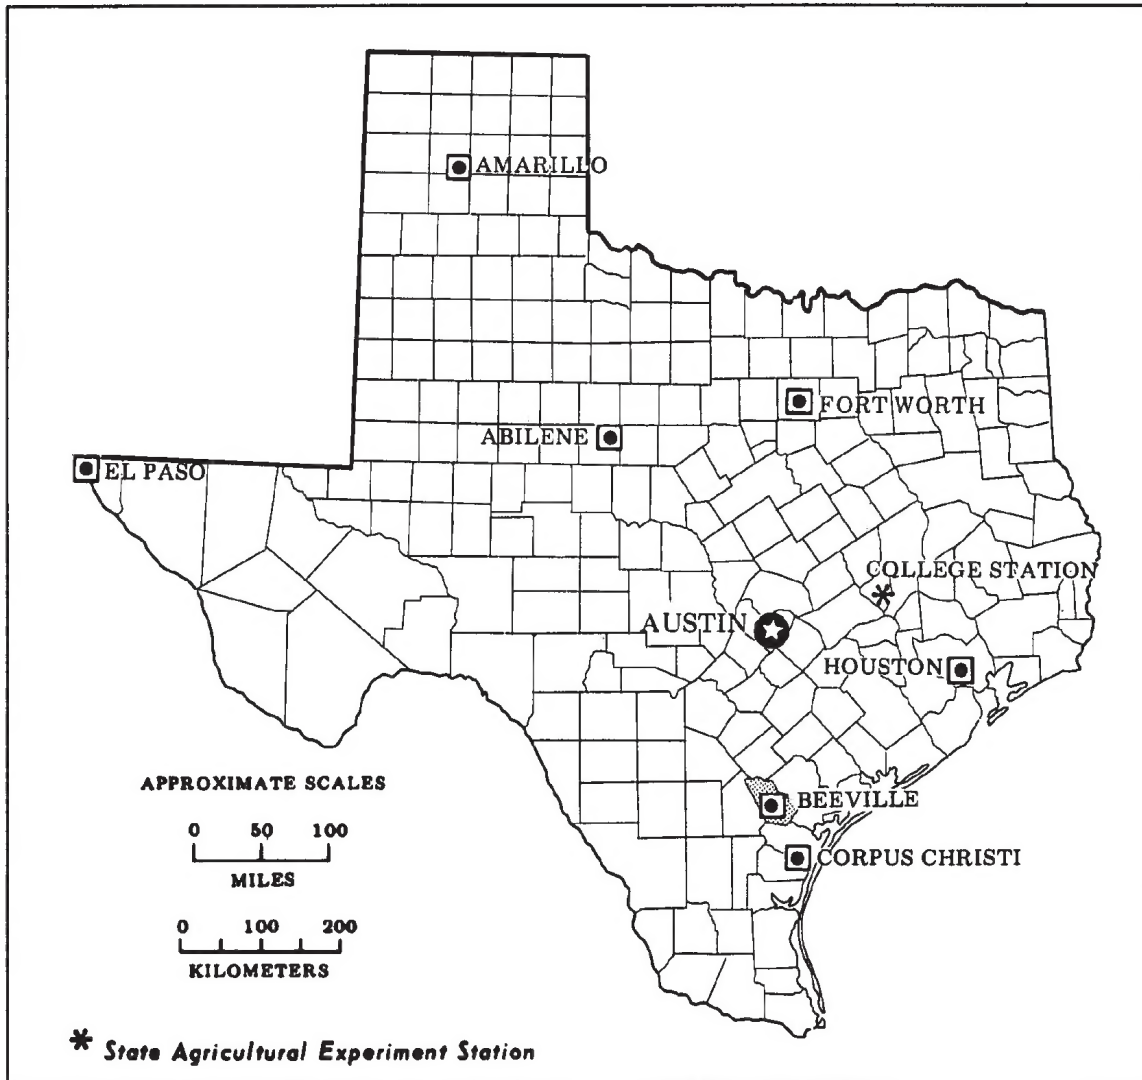 AMARILLO
FORT WORTH
ABILENE
EL PASO
COLLEGE STATION
*
AUSTIN
HOUSTON
APPROXIMATE SCALES
BEEVILLE
0 50 100
MILES
CORPUS CHRISTI
0 100 200
KILOMETERS
* State Agricultural Experiment Station